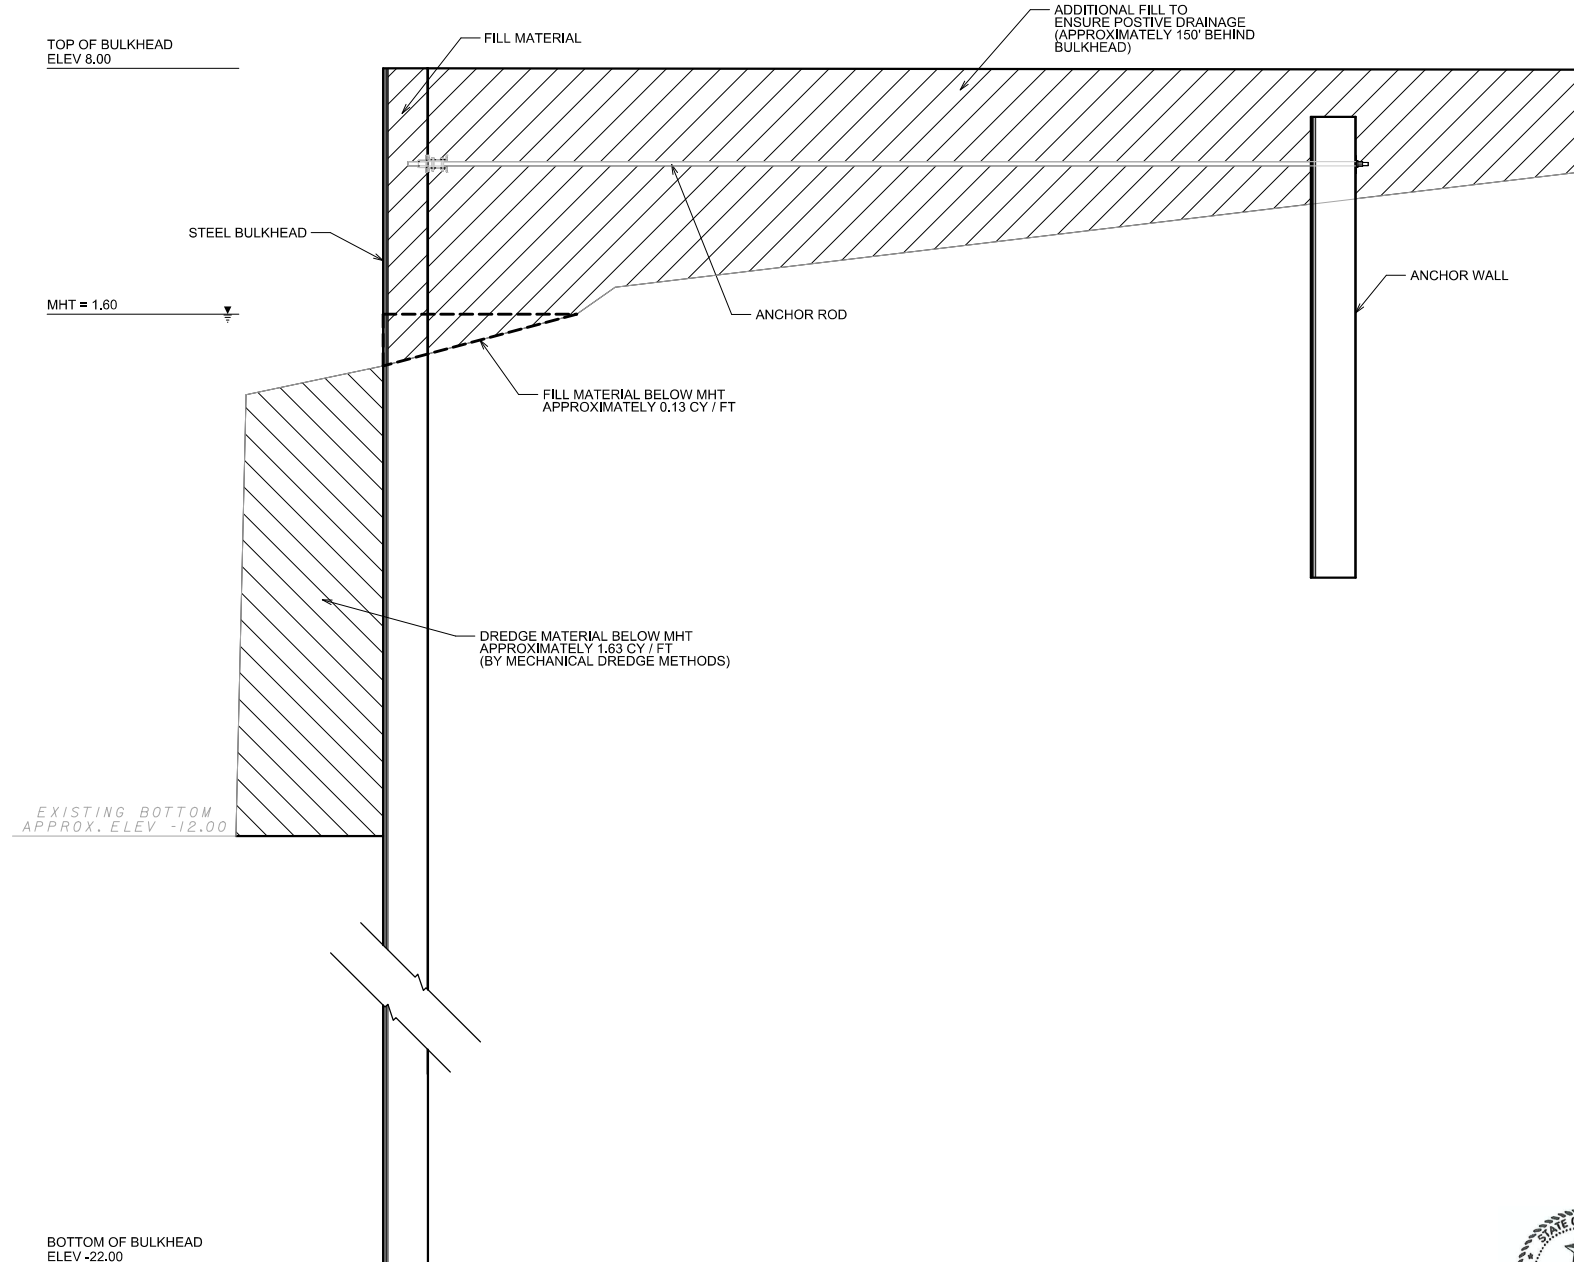 ADDITIONAL FILL TO
ENSURE POSTIVE DRAINAGE
(APPROXIMATELY 150' BEHIND
BULKHEAD)
TOP OF BULKHEAD
ELEV 8.00
FILL MATERIAL
STEEL BULKHEAD
ANCHOR WALL
MHT = 1.60
ANCHOR ROD
FILL MATERIAL BELOW MHT
APPROXIMATELY 0.13 CY / FT
DREDGE MATERIAL BELOW MHT
APPROXIMATELY 1.63 CY / FT
(BY MECHANICAL DREDGE METHODS)
EXISTING BOTTOM
APPROX. ELEV -12.00
BOTTOM OF BULKHEAD
ELEV -22.00
STATE